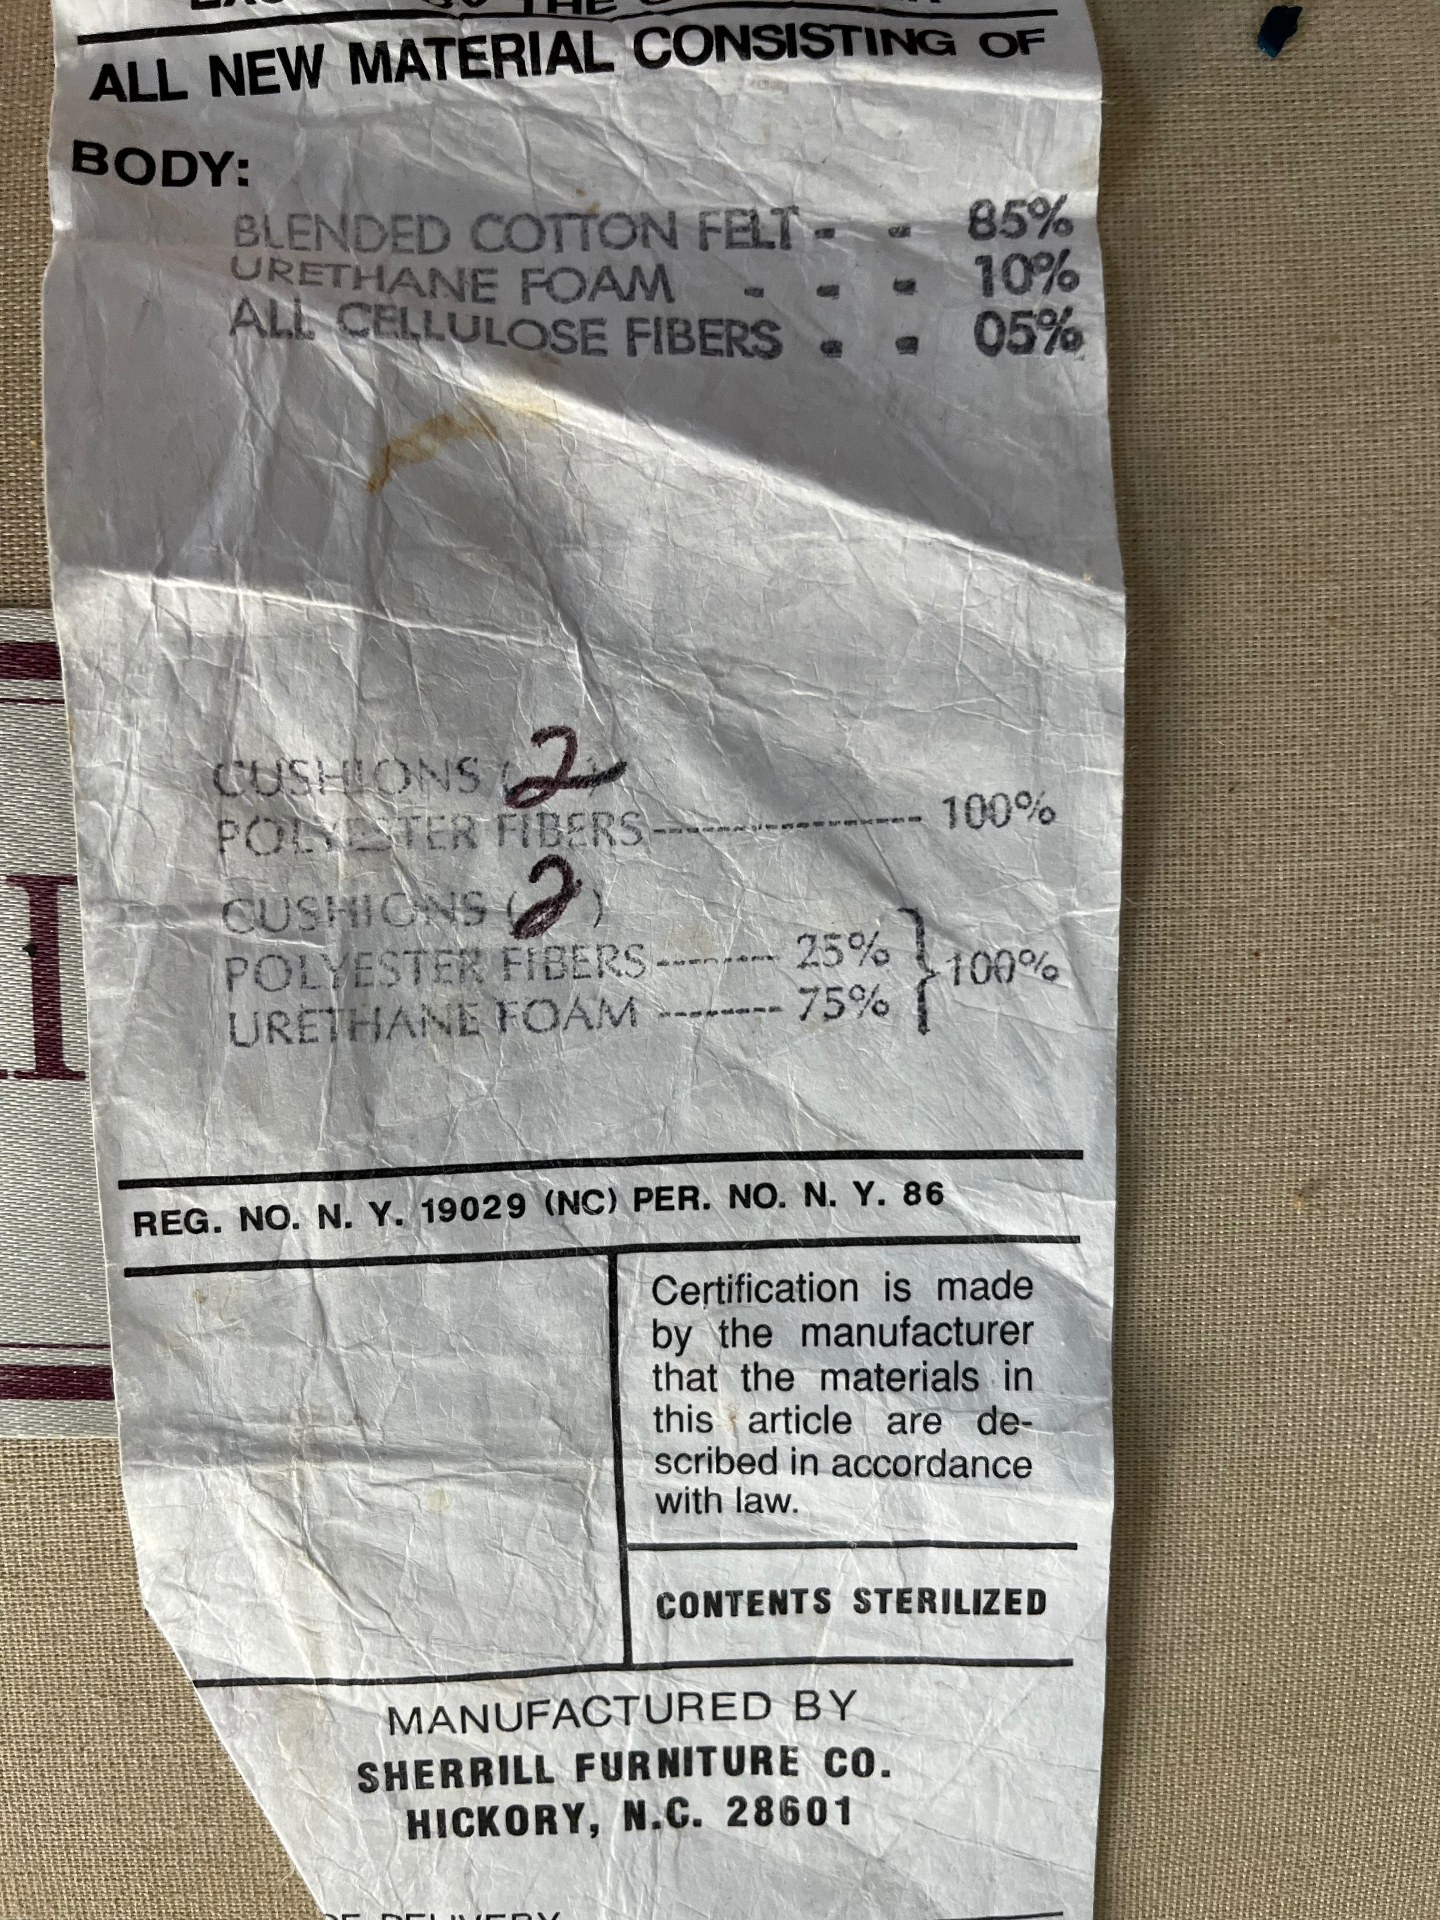 BY THE
ALL NEW MATERIAL CONSISTING OF
BODY:
BLENDED COTTON FELT - - 85%
URETHANE FOAM - - - 10%
ALL CELLULOSE FIBERS - - 05%
CUSHIONS (2)
POLYESTER FIBERS---------------- 100%
CUSHIONS (2)
POLYESTER FIBERS------- 25% } 100%
URETHANE FOAM -------- 75%
REG. NO. N. Y. 19029 (NC) PER. NO. N. Y. 86
Certification is made
by the manufacturer
that the materials in
this article are de-
scribed in accordance
with law.
CONTENTS STERILIZED
MANUFACTURED BY
SHERRILL FURNITURE CO.
HICKORY, N.C. 28601
DELIVERY